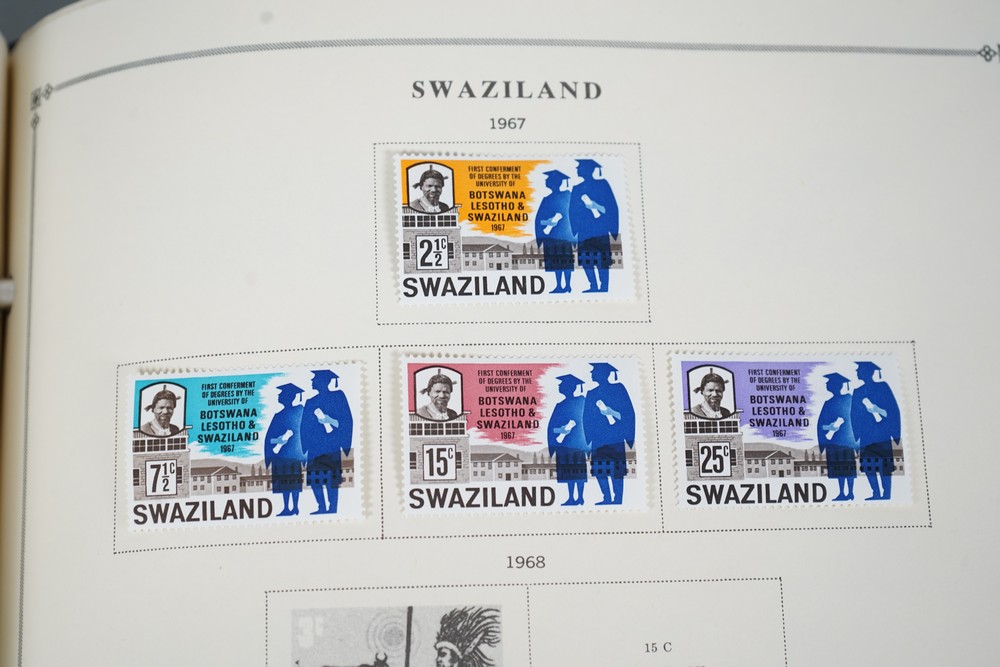 SWAZILAND
1967
FIRST CONFERMENT
OF DEGREES BY THE
UNIVERSITY OF
BOTSWANA
LESOTHO &
SWAZILAND
1967
2½c
SWAZILAND
FIRST CONFERMENT
OF DEGREES BY THE
UNIVERSITY OF
BOTSWANA
LESOTHO &
SWAZILAND
1967
7½c
SWAZILAND
FIRST CONFERMENT
OF DEGREES BY THE
UNIVERSITY OF
BOTSWANA
LESOTHO &
SWAZILAND
1967
15c
SWAZILAND
FIRST CONFERMENT
OF DEGREES BY THE
UNIVERSITY OF
BOTSWANA
LESOTHO &
SWAZILAND
1967
25c
SWAZILAND
1968
3c
15 C